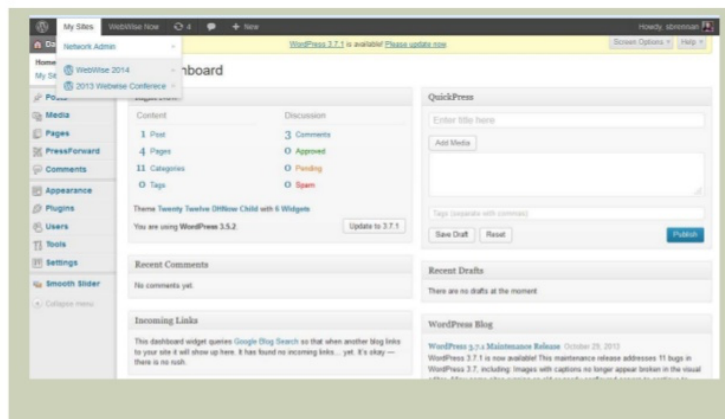 My Sites WebWise Now 4 + New Howdy, sbrennan
Network Admin
WordPress 3.7.1 is available! Please update now.
Screen Options Help
Home
WebWise 2014
2013 Webwise Conferece
Posts
Media
Pages
PressForward
Comments
Appearance
Plugins
Users
Tools
Settings
Smooth Slider
Collapse menu
Content Discussion
1 Post 3 Comments
4 Pages 0 Approved
11 Categories 0 Pending
0 Tags 0 Spam
Theme Twenty Twelve Child with 6 Widgets
You are using WordPress 3.5.2. Update to 3.7.1
Recent Comments
No comments yet.
Incoming Links
This dashboard widget queries Google Blog Search so that when another blog links
to your site it will show up here. It has found no incoming links... yet. It's okay —
there is no rush.
QuickPress
Enter title here
Add Media
Tags (separate with commas)
Save Draft Reset Publish
Recent Drafts
There are no drafts at the moment
WordPress Blog
WordPress 3.7.1 Maintenance Release October 29, 2013
WordPress 3.7.1 is now available! This maintenance release addresses 11 bugs in
WordPress 3.7, including: Images with captions no longer appear broken in the visual